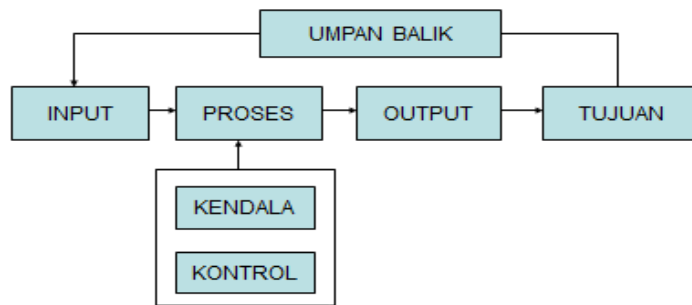 UMPAN BALIK
INPUT
PROSES
OUTPUT
TUJUAN
KENDALA
KONTROL